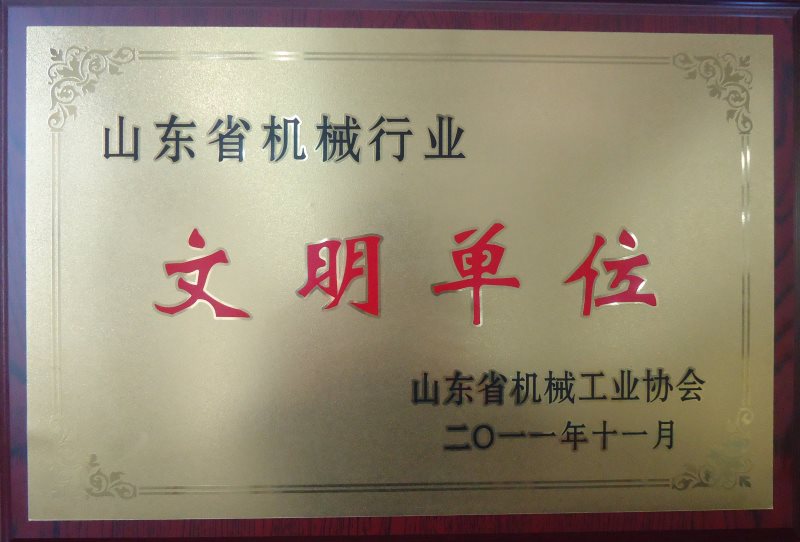 山东省机械行业
文明单位
山东省机械工业协会
二〇一一年十一月